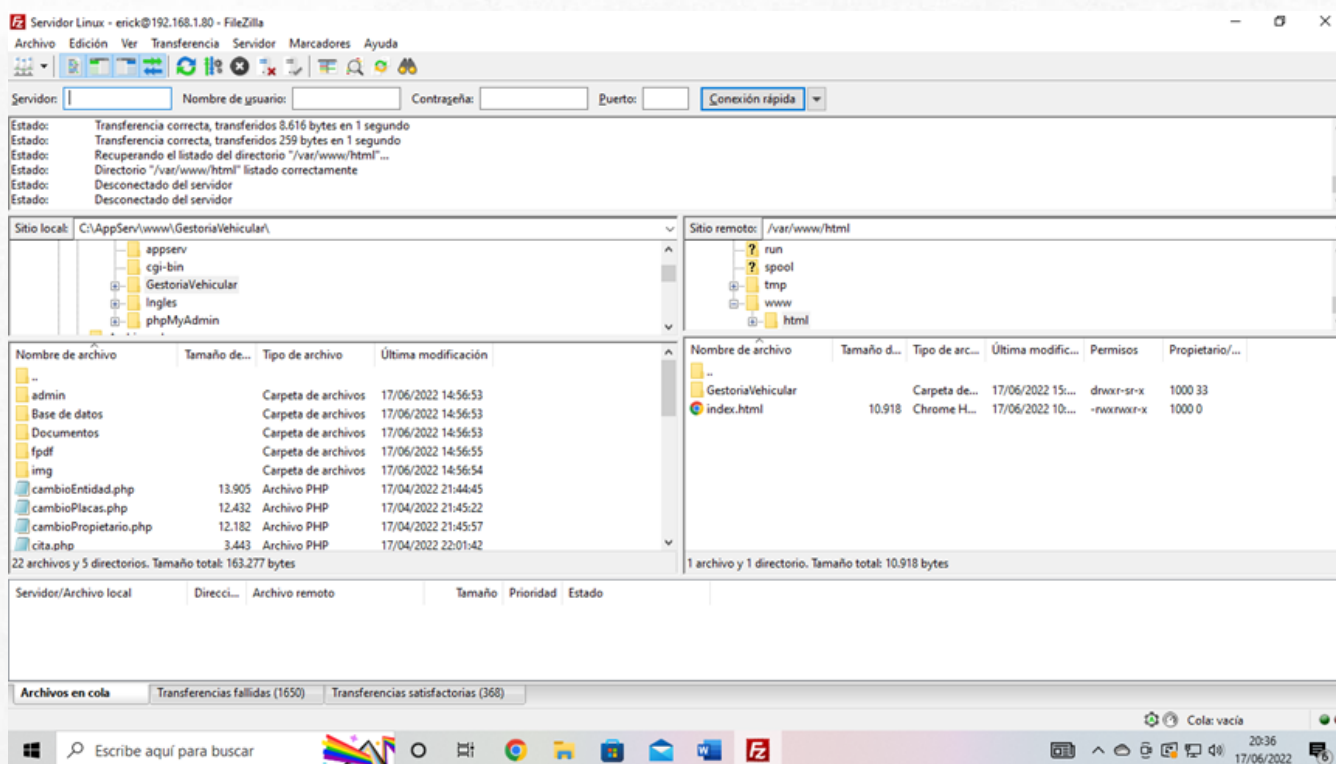 Servidor Linux - erick@192.168.1.80 - FileZilla
Archivo Edición Ver Transferencia Servidor Marcadores Ayuda
Servidor: Nombre de usuario: Contraseña: Puerto: Conexión rápida
Estado: Transferencia correcta, transferidos 8.616 bytes en 1 segundo
Estado: Transferencia correcta, transferidos 259 bytes en 1 segundo
Estado: Recuperando el listado del directorio "/var/www/html"...
Estado: Directorio "/var/www/html" listado correctamente
Estado: Desconectado del servidor
Estado: Desconectado del servidor
Sitio local: C:\AppServ\www\GestoriaVehicular\
appserv
cgi-bin
GestoriaVehicular
Ingles
phpMyAdmin
Nombre de archivo Tamaño de... Tipo de archivo Última modificación
..
admin Carpeta de archivos 17/06/2022 14:56:53
Base de datos Carpeta de archivos 17/06/2022 14:56:53
Documentos Carpeta de archivos 17/06/2022 14:56:53
fpdf Carpeta de archivos 17/06/2022 14:56:55
img Carpeta de archivos 17/06/2022 14:56:54
cambioEntidad.php 13.905 Archivo PHP 17/04/2022 21:44:45
cambioPlacas.php 12.432 Archivo PHP 17/04/2022 21:45:22
cambioPropietario.php 12.182 Archivo PHP 17/04/2022 21:45:57
cita.php 3.443 Archivo PHP 17/04/2022 22:01:42
22 archivos y 5 directorios. Tamaño total: 163.277 bytes
Sitio remoto: /var/www/html
? run
? spool
tmp
www
html
Nombre de archivo Tamaño d... Tipo de arc... Última modific... Permisos Propietario/...
..
GestoriaVehicular Carpeta de... 17/06/2022 15:... drwxr-sr-x 1000 33
index.html 10.918 Chrome H... 17/06/2022 10:... -rwxrwxr-x 1000 0
1 archivo y 1 directorio. Tamaño total: 10.918 bytes
Servidor/Archivo local Direcci... Archivo remoto Tamaño Prioridad Estado
Archivos en cola Transferencias fallidas (1650) Transferencias satisfactorias (368)
Cola: vacía
Escribe aquí para buscar
20:36
17/06/2022